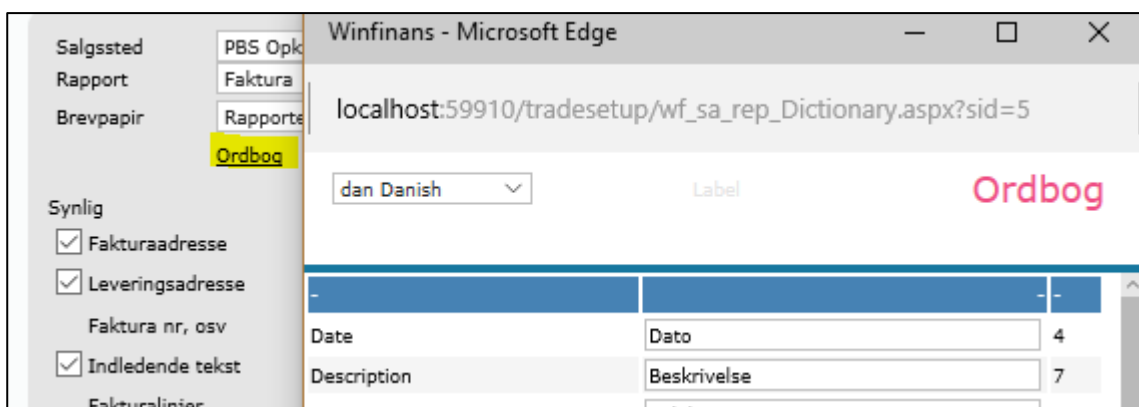 Salgssted PBS Opk
Rapport Faktura
Brevpapir Rapporte
Ordbog
Synlig
Fakturaadresse
Leveringsadresse
Faktura nr, osv
Indledende tekst
Fakturalinier
Winfinans - Microsoft Edge
localhost:59910/tradesetup/wf_sa_rep_Dictionary.aspx?sid=5
dan Danish Label Ordbog
- - -
Date Dato 4
Description Beskrivelse 7